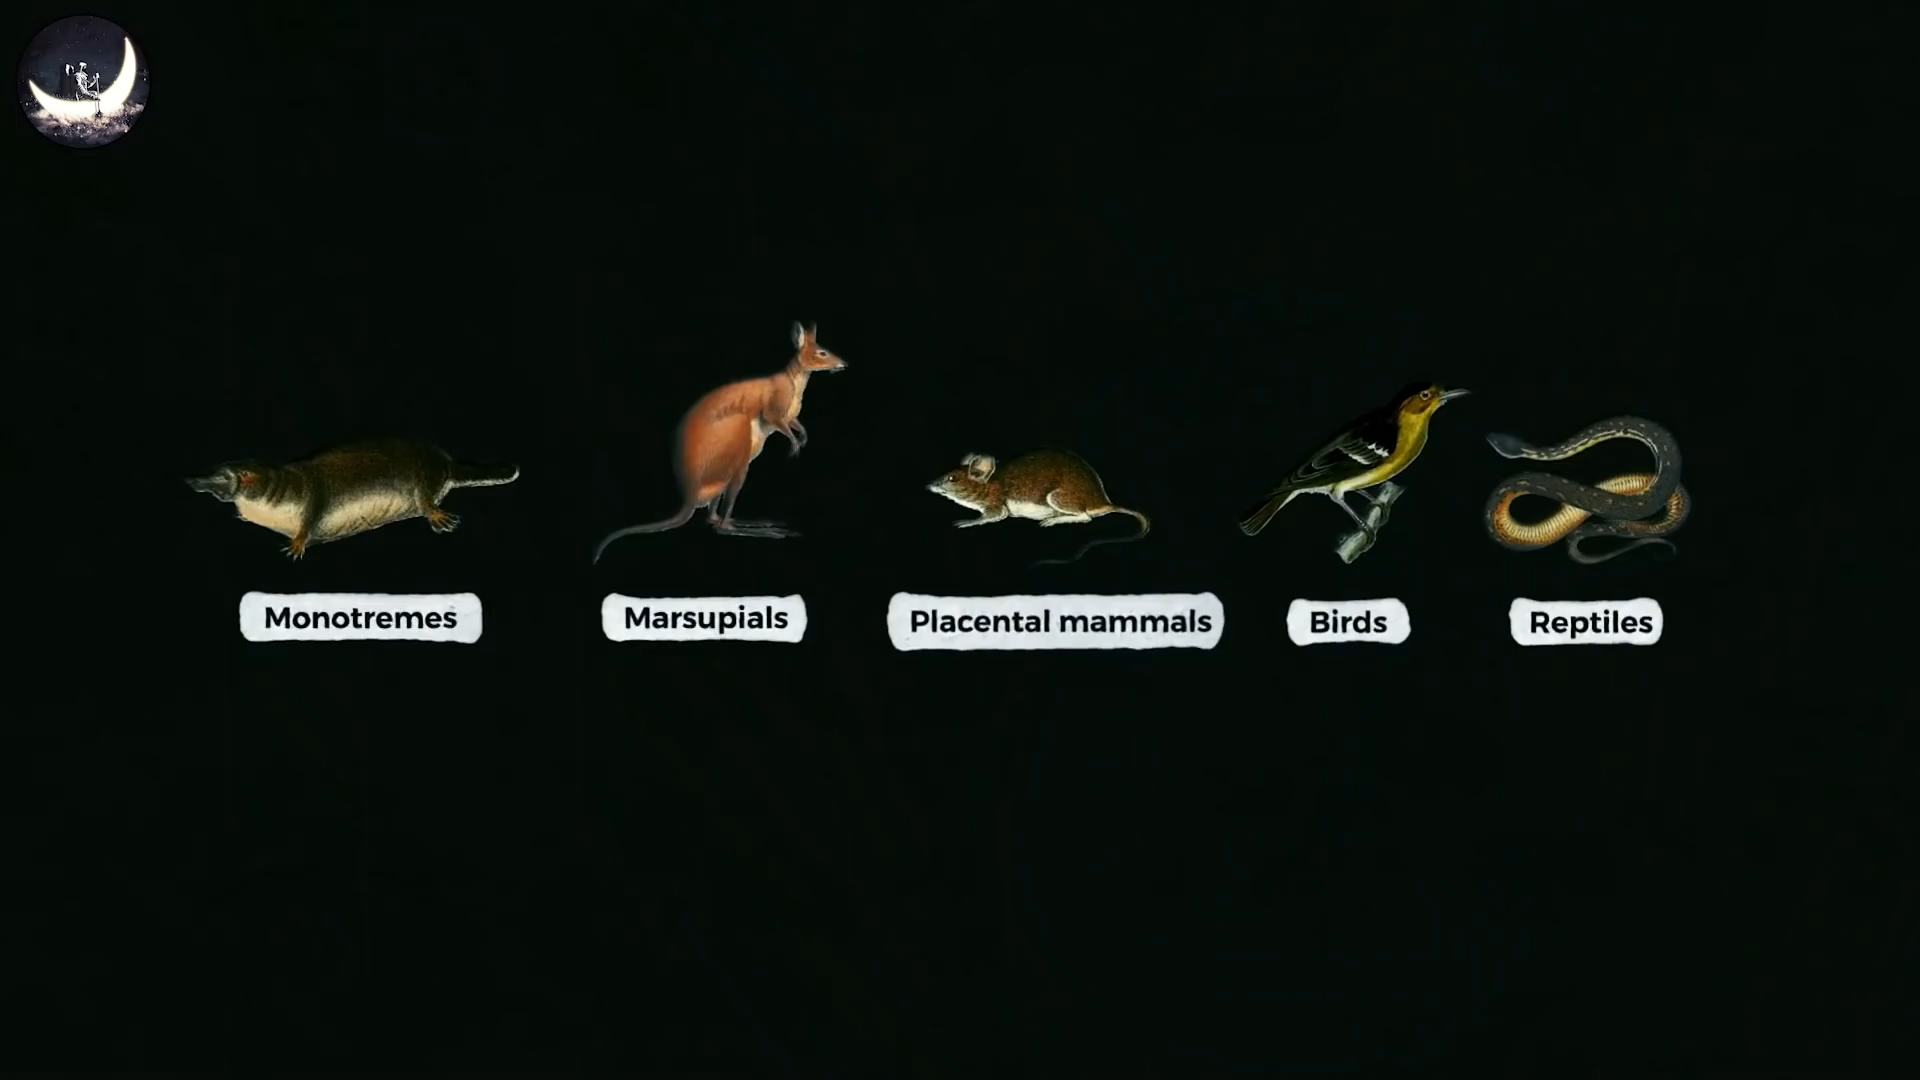 Monotremes
Marsupials
Placental mammals
Birds
Reptiles